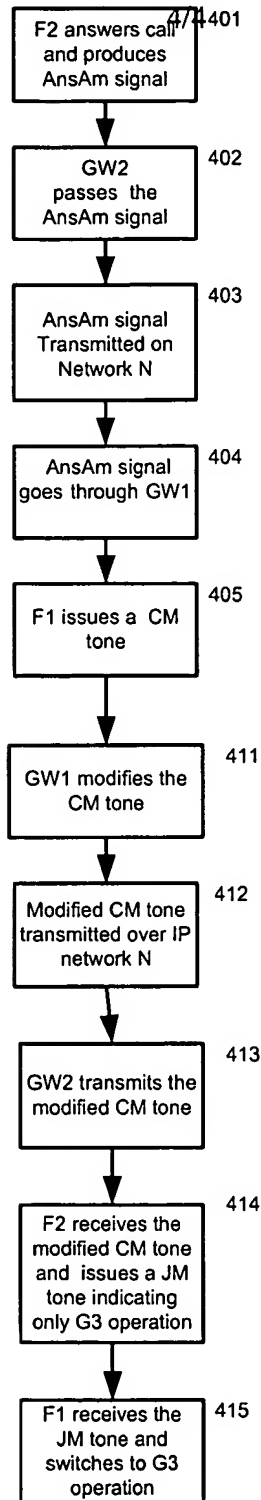 4/4
401
F2 answers call
and produces
AnsAm signal
402
GW2
passes the
AnsAm signal
403
AnsAm signal
Transmitted on
Network N
404
AnsAm signal
goes through GW1
405
F1 issues a CM
tone
411
GW1 modifies the
CM tone
412
Modified CM tone
transmitted over IP
network N
413
GW2 transmits the
modified CM tone
414
F2 receives the
modified CM tone
and issues a JM
tone indicating
only G3 operation
415
F1 receives the
JM tone and
switches to G3
operation